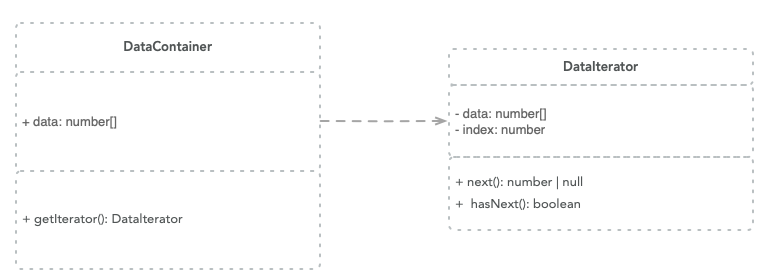 DataContainer
+ data: number[]
+ getIterator(): DataIterator
DataIterator
- data: number[]
- index: number
+ next(): number | null
+  hasNext(): boolean